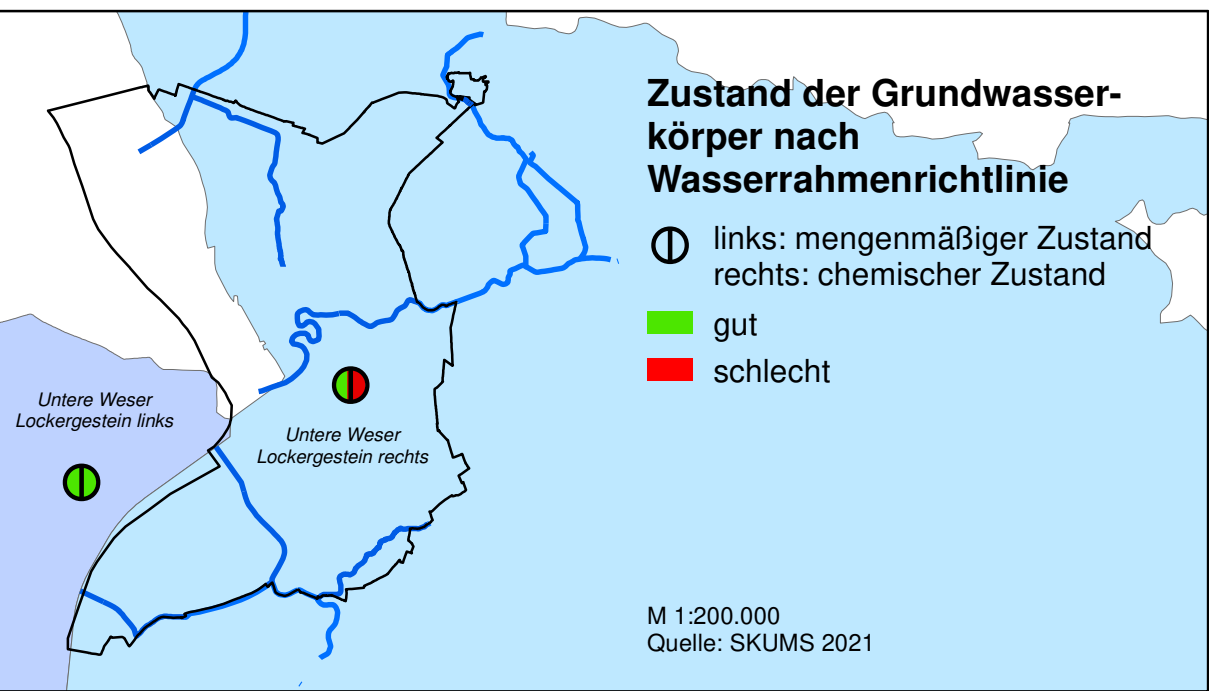 Zustand der Grundwasser-
körper nach
Wasserrahmenrichtlinie
links: mengenmäßiger Zustand
rechts: chemischer Zustand
gut
schlecht
Untere Weser
Lockergestein links
Untere Weser
Lockergestein rechts
M 1:200.000
Quelle: SKUMS 2021